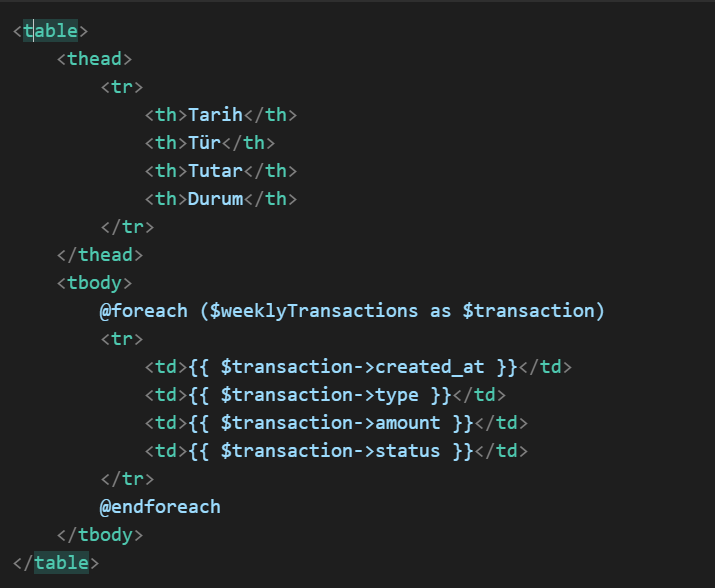 <table>
<thead>
<tr>
<th>Tarih</th>
<th>Tür</th>
<th>Tutar</th>
<th>Durum</th>
</tr>
</thead>
<tbody>
@foreach ($weeklyTransactions as $transaction)
<tr>
<td>{{ $transaction->created_at }}</td>
<td>{{ $transaction->type }}</td>
<td>{{ $transaction->amount }}</td>
<td>{{ $transaction->status }}</td>
</tr>
@endforeach
</tbody>
</table>